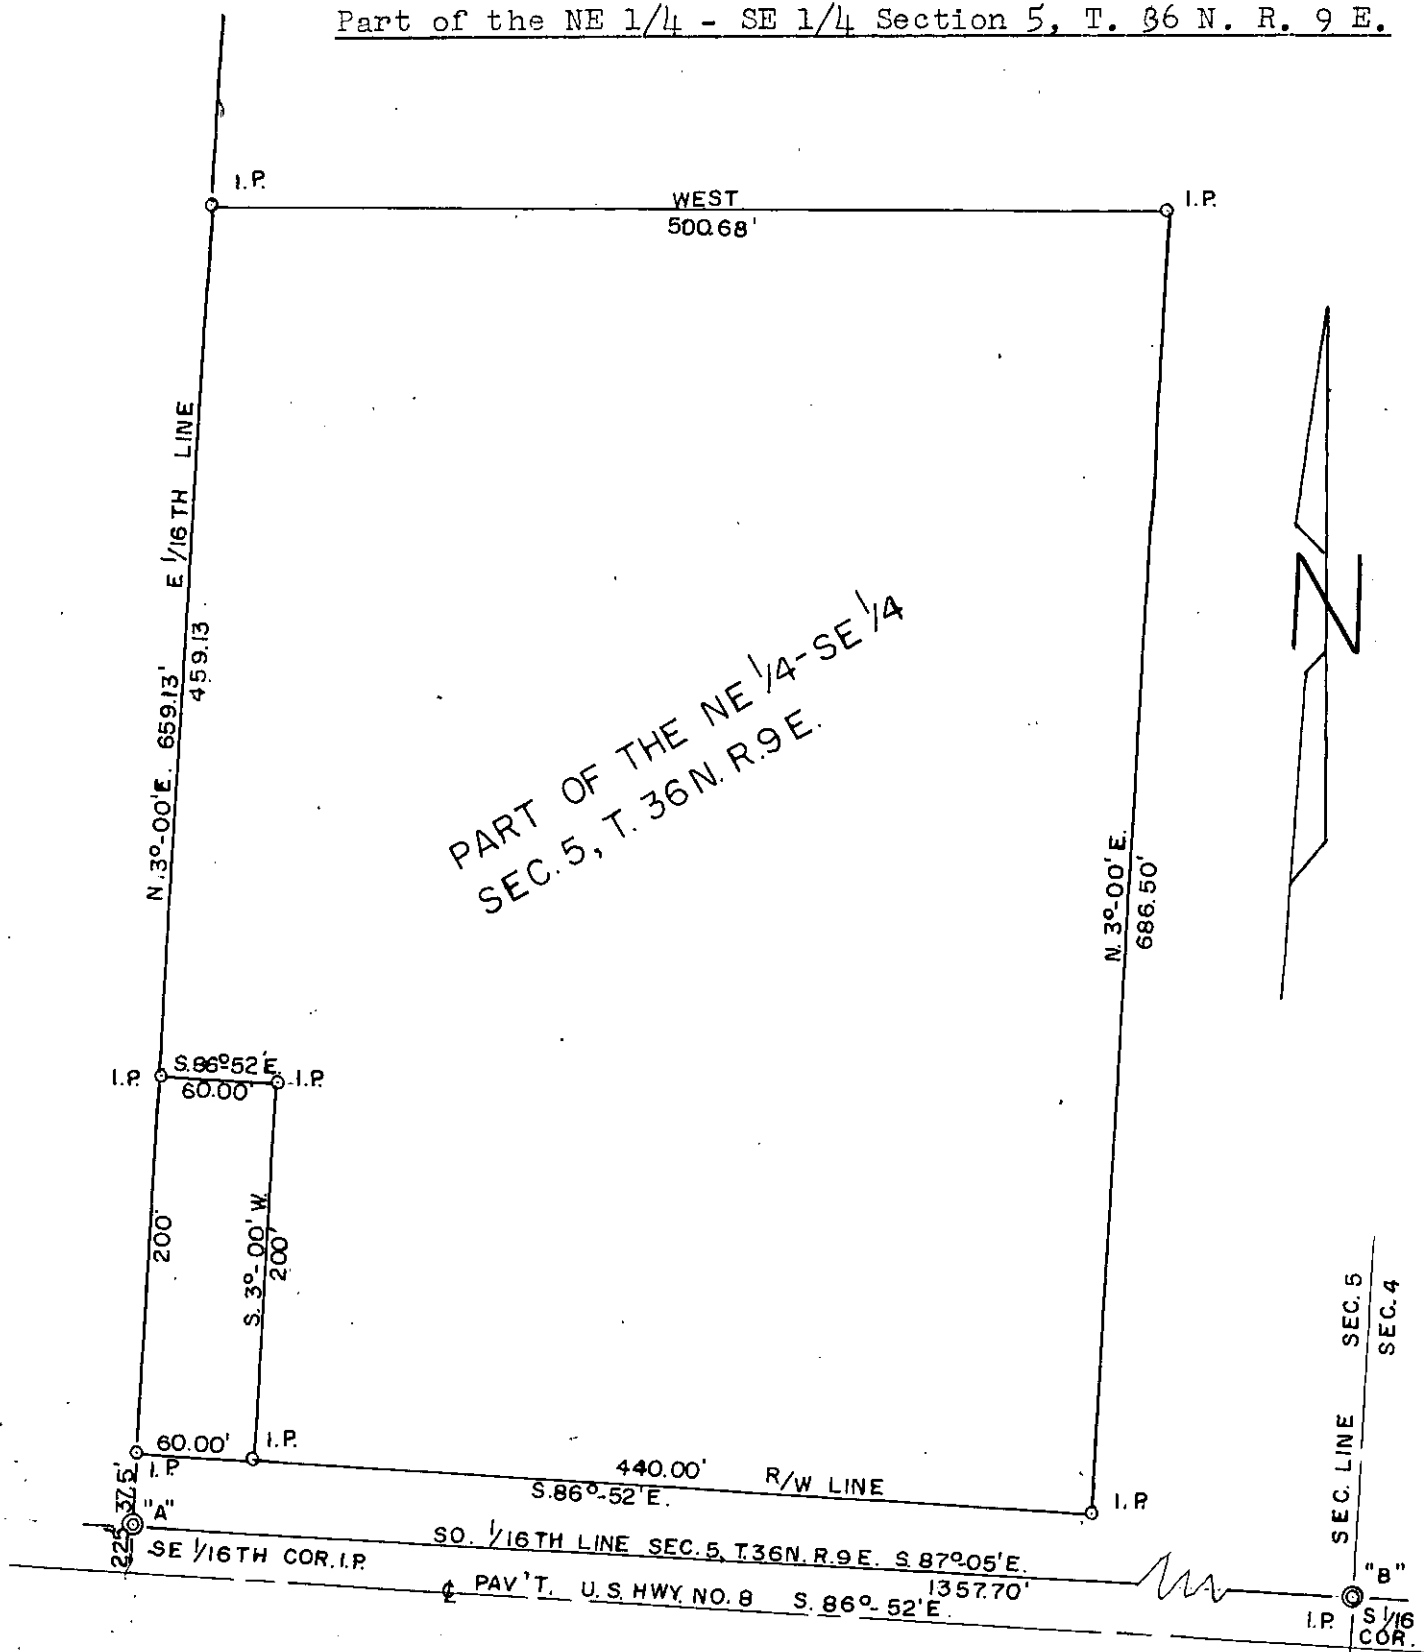 Part of the NE 1/4 - SE 1/4 Section 5, T. 36 N. R. 9 E.
I.P.
WEST
500.68'
I.P.
E 1/16TH LINE
N. 3°-00'E. 659.13'
459.13
PART OF THE NE 1/4-SE 1/4
SEC. 5, T. 36 N. R. 9 E.
N
N. 3°-00' E.
686.50'
I.P.
S. 86°-52' E.
60.00'
I.P.
200'
S. 3°-00' W.
200'
SEC. LINE SEC. 5
SEC. 4
60.00'
I.P.
I.P.
440.00' R/W LINE
S. 86°-52' E.
I.P.
37.5'
"A"
22.5'
SE 1/16TH COR. I.P.
SO. 1/16TH LINE SEC. 5, T. 36N. R. 9 E. S. 87°-05' E.
1357.70'
"B"
I.P.
S 1/16
COR.
℄ PAV'T. U.S. HWY. NO. 8 S. 86°-52' E.